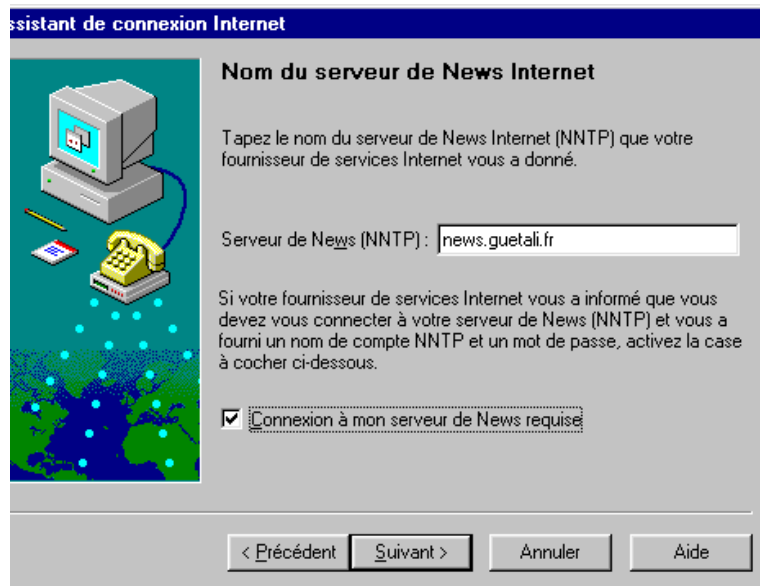 ssistant de connexion Internet
Nom du serveur de News Internet
Tapez le nom du serveur de News Internet (NNTP) que votre
fournisseur de services Internet vous a donné.
Serveur de News (NNTP) : news.guetali.fr
Si votre fournisseur de services Internet vous a informé que vous
devez vous connecter à votre serveur de News (NNTP) et vous a
fourni un nom de compte NNTP et un mot de passe, activez la case
à cocher ci-dessous.
Connexion à mon serveur de News requise
< Précédent Suivant > Annuler Aide